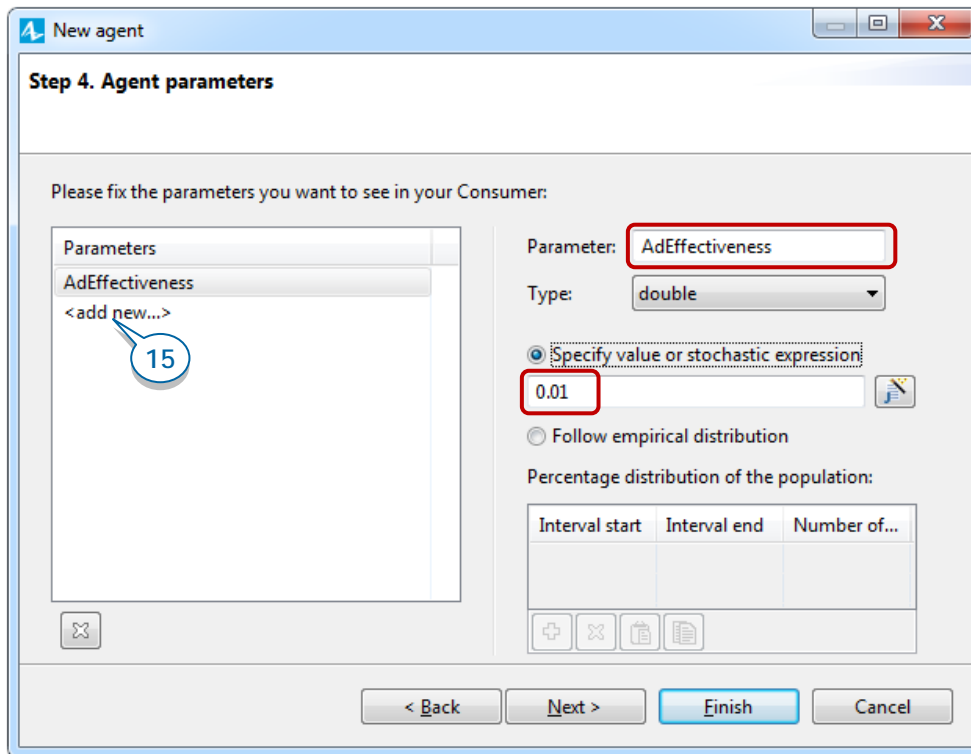 New agent
Step 4. Agent parameters
Please fix the parameters you want to see in your Consumer:
Parameters
AdEffectiveness
<add new...>
15
Parameter: AdEffectiveness
Type: double
Specify value or stochastic expression
0.01
Follow empirical distribution
Percentage distribution of the population:
Interval start Interval end Number of...
< Back Next > Finish Cancel